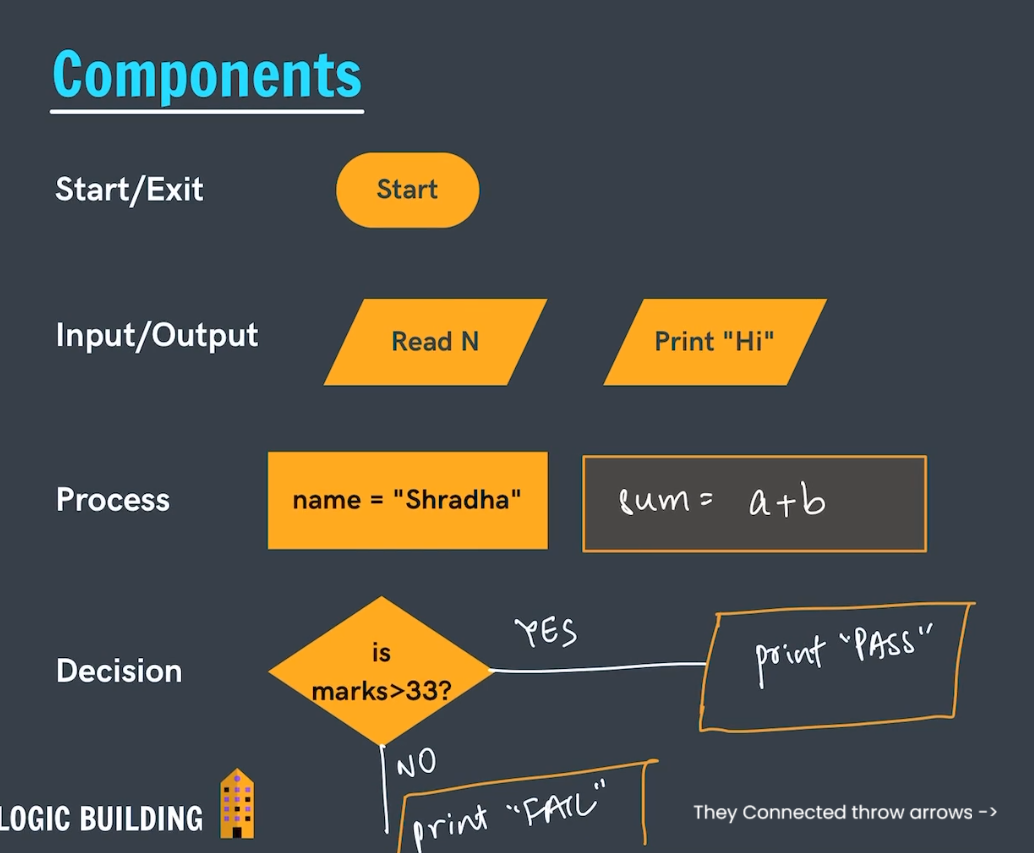 Components
Start/Exit
Start
Input/Output
Read N
Print "Hi"
Process
name = "Shradha"
sum = a+b
Decision
is
marks>33?
YES
print "PASS"
NO
print "FAIL"
LOGIC BUILDING
They Connected throw arrows ->